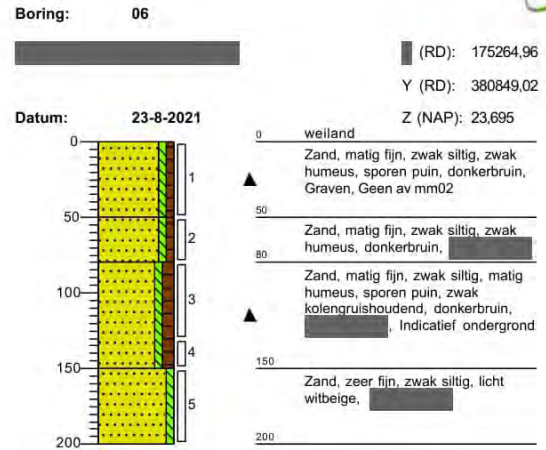 Boring: 06
(RD): 175264,96
Y (RD): 380849,02
Datum: 23-8-2021
Z (NAP): 23,695
0
0 weiland
Zand, matig fijn, zwak siltig, zwak
humeus, sporen puin, donkerbruin,
Graven, Geen av mm02
1
50
50
Zand, matig fijn, zwak siltig, zwak
humeus, donkerbruin,
2
80
Zand, matig fijn, zwak siltig, matig
humeus, sporen puin, zwak
kolengruishoudend, donkerbruin,
, Indicatief ondergrond
100
3
4
150
150
Zand, zeer fijn, zwak siltig, licht
witbeige,
5
200
200